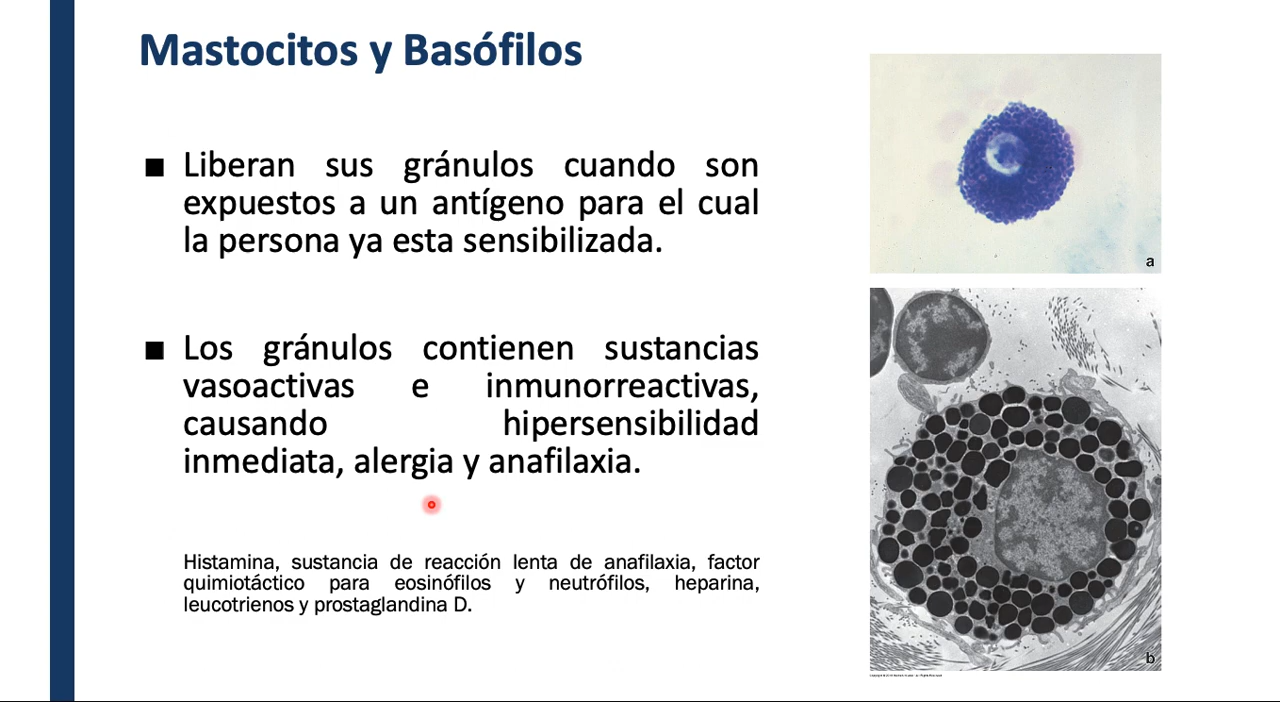 Mastocitos y Basófilos
■ Liberan sus gránulos cuando son
expuestos a un antígeno para el cual
la persona ya esta sensibilizada.
■ Los gránulos contienen sustancias
vasoactivas e inmunorreactivas,
causando hipersensibilidad
inmediata, alergia y anafilaxia.
Histamina, sustancia de reacción lenta de anafilaxia, factor
quimiotáctico para eosinófilos y neutrófilos, heparina,
leucotrienos y prostaglandina D.
a
b